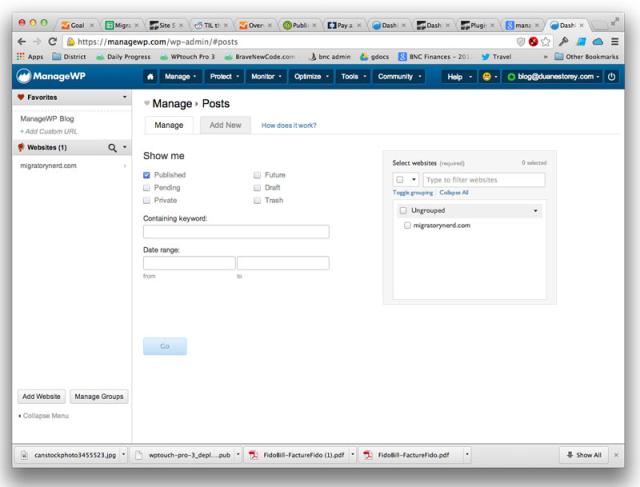 Goal
Migra
Site S
TIL th
Over
Publi
Pay a
Dashi
Dash
Plugi
mana
Dash
https://managewp.com/wp-admin/#posts
Apps District Daily Progress WPtouch Pro 3 BraveNewCode.com bnc admin gdocs BNC Finances – 201 Travel » Other Bookmarks
ManageWP Manage Protect Monitor Optimize Tools Community Help blog@duanestorey.com
Favorites
ManageWP Blog
+ Add Custom URL
Websites (1)
migratorynerd.com
Manage › Posts
Manage Add New How does it work?
Show me
Published Future
Pending Draft
Private Trash
Containing keyword:
Date range:
from to
Go
Select websites (required) 0 selected
Type to filter websites
Toggle grouping Collapse All
Ungrouped
migratorynerd.com
Add Website Manage Groups
Collapse Menu
canstockphoto3455523.jpg wptouch-pro-3_depl....pub FidoBill-FactureFido (1).pdf FidoBill-FactureFido.pdf Show All